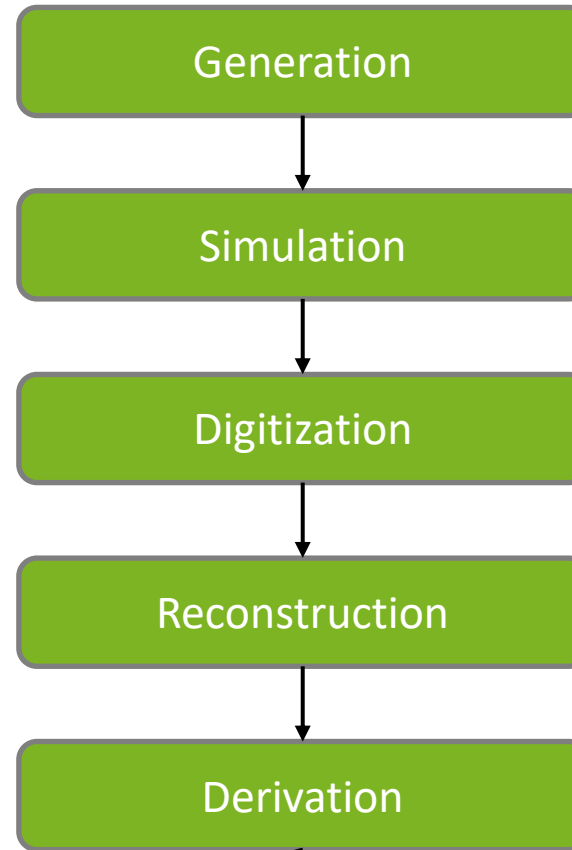 Generation
Simulation
Digitization
Reconstruction
Derivation